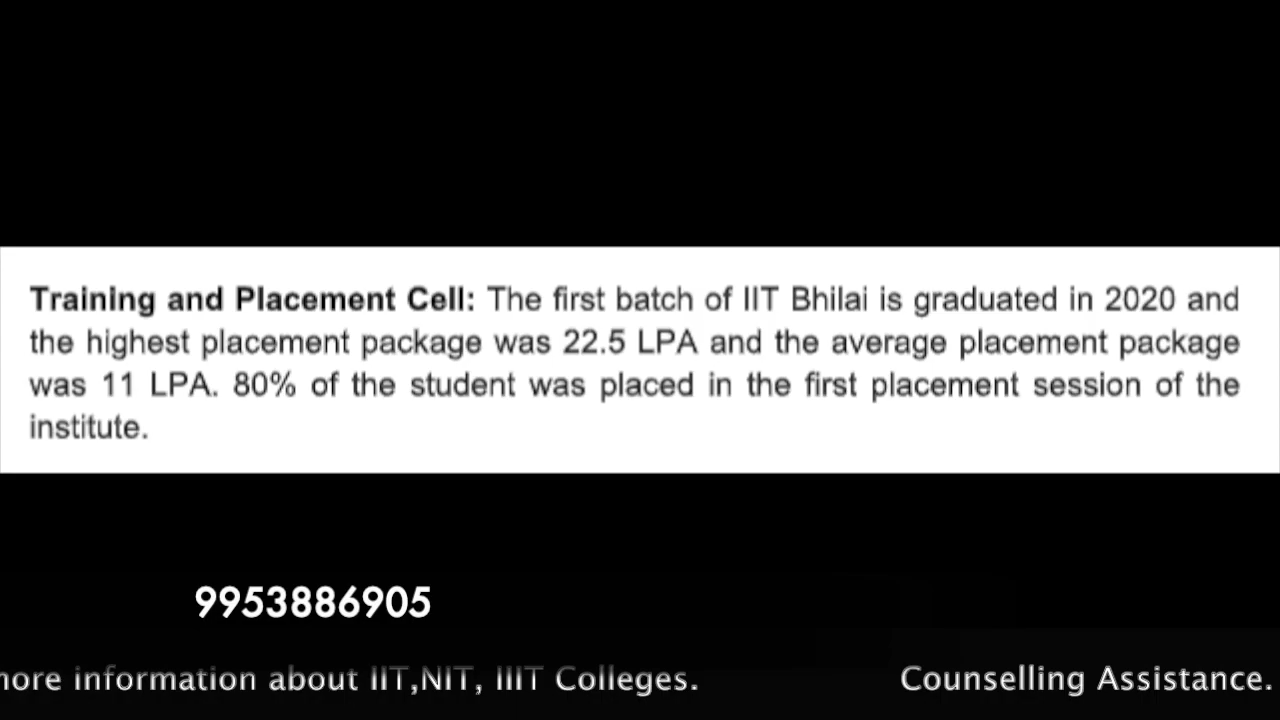 Training and Placement Cell: The first batch of IIT Bhilai is graduated in 2020 and
the highest placement package was 22.5 LPA and the average placement package
was 11 LPA. 80% of the student was placed in the first placement session of the
institute.
9953886905
more information about IIT,NIT, IIIT Colleges. Counselling Assistance.